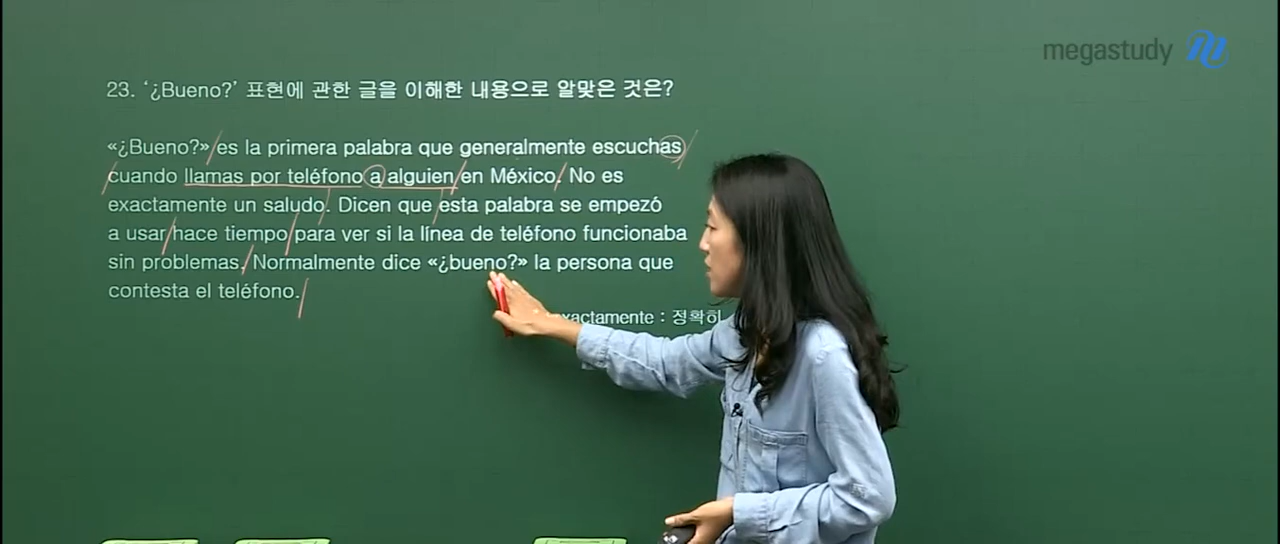 megastudy
23. ‘¿Bueno?’ 표현에 관한 글을 이해한 내용으로 알맞은 것은?
«¿Bueno?» es la primera palabra que generalmente escuchas
cuando llamas por teléfono a alguien en México. No es
exactamente un saludo. Dicen que esta palabra se empezó
a usar hace tiempo para ver si la línea de teléfono funcionaba
sin problemas. Normalmente dice «¿bueno?» la persona que
contesta el teléfono.
exactamente : 정확히